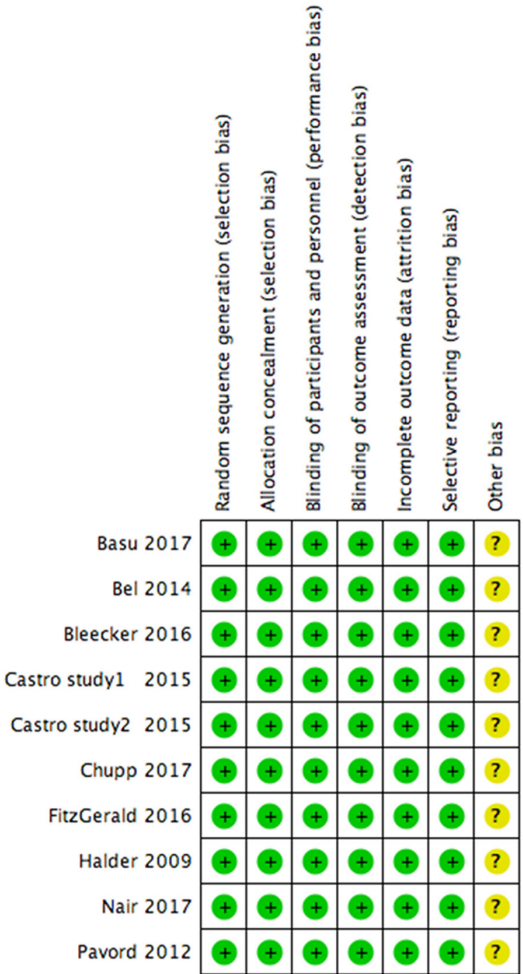 Random sequence generation (selection bias)
Allocation concealment (selection bias)
Blinding of participants and personnel (performance bias)
Blinding of outcome assessment (detection bias)
Incomplete outcome data (attrition bias)
Selective reporting (reporting bias)
Other bias
Basu 2017 + + + + + + ?
Bel 2014 + + + + + + ?
Bleecker 2016 + + + + + + ?
Castro study1 2015 + + + + + + ?
Castro study2 2015 + + + + + + ?
Chupp 2017 + + + + + + ?
FitzGerald 2016 + + + + + + ?
Halder 2009 + + + + + + ?
Nair 2017 + + + + + + ?
Pavord 2012 + + + + + + ?